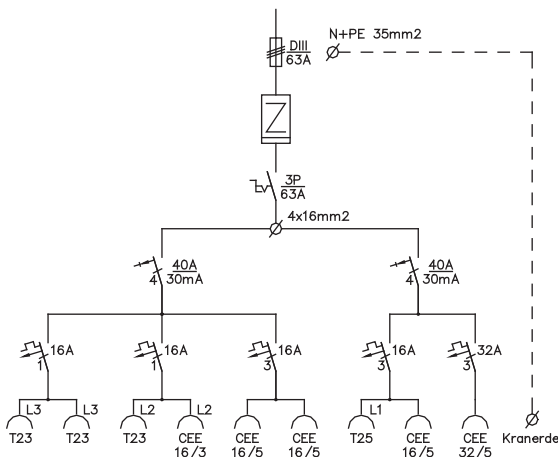 N+PE 35mm2
DIII
63A
Z
3P
63A
4x16mm2
40A
4 30mA
40A
4 30mA
16A
1
16A
1
16A
3
16A
3
32A
3
L3 L3 L2 L2 L1
T23 T23 T23 CEE 16/3 CEE 16/5 CEE 16/5 T25 CEE 16/5 CEE 32/5 Kranerde